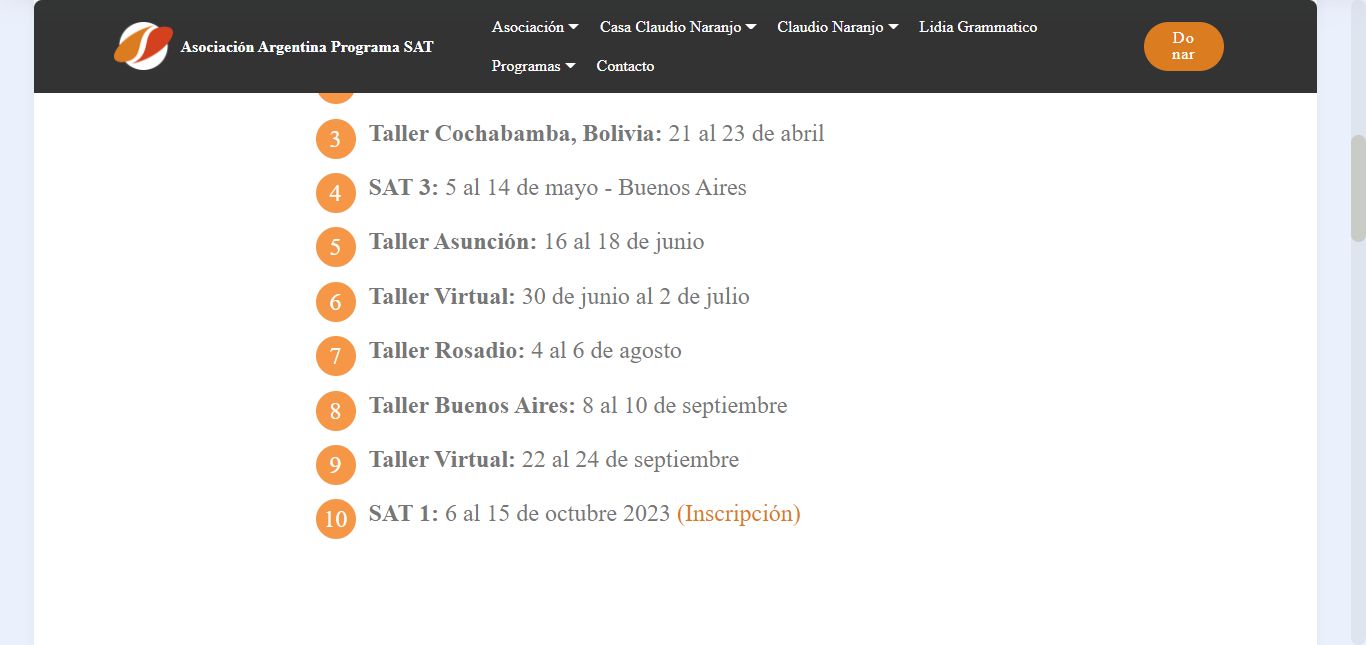 Asociación Argentina Programa SAT
Asociación Casa Claudio Naranjo Claudio Naranjo Lidia Grammatico
Programas Contacto
Do
nar
3 Taller Cochabamba, Bolivia: 21 al 23 de abril
4 SAT 3: 5 al 14 de mayo - Buenos Aires
5 Taller Asunción: 16 al 18 de junio
6 Taller Virtual: 30 de junio al 2 de julio
7 Taller Rosadio: 4 al 6 de agosto
8 Taller Buenos Aires: 8 al 10 de septiembre
9 Taller Virtual: 22 al 24 de septiembre
10 SAT 1: 6 al 15 de octubre 2023 (Inscripción)